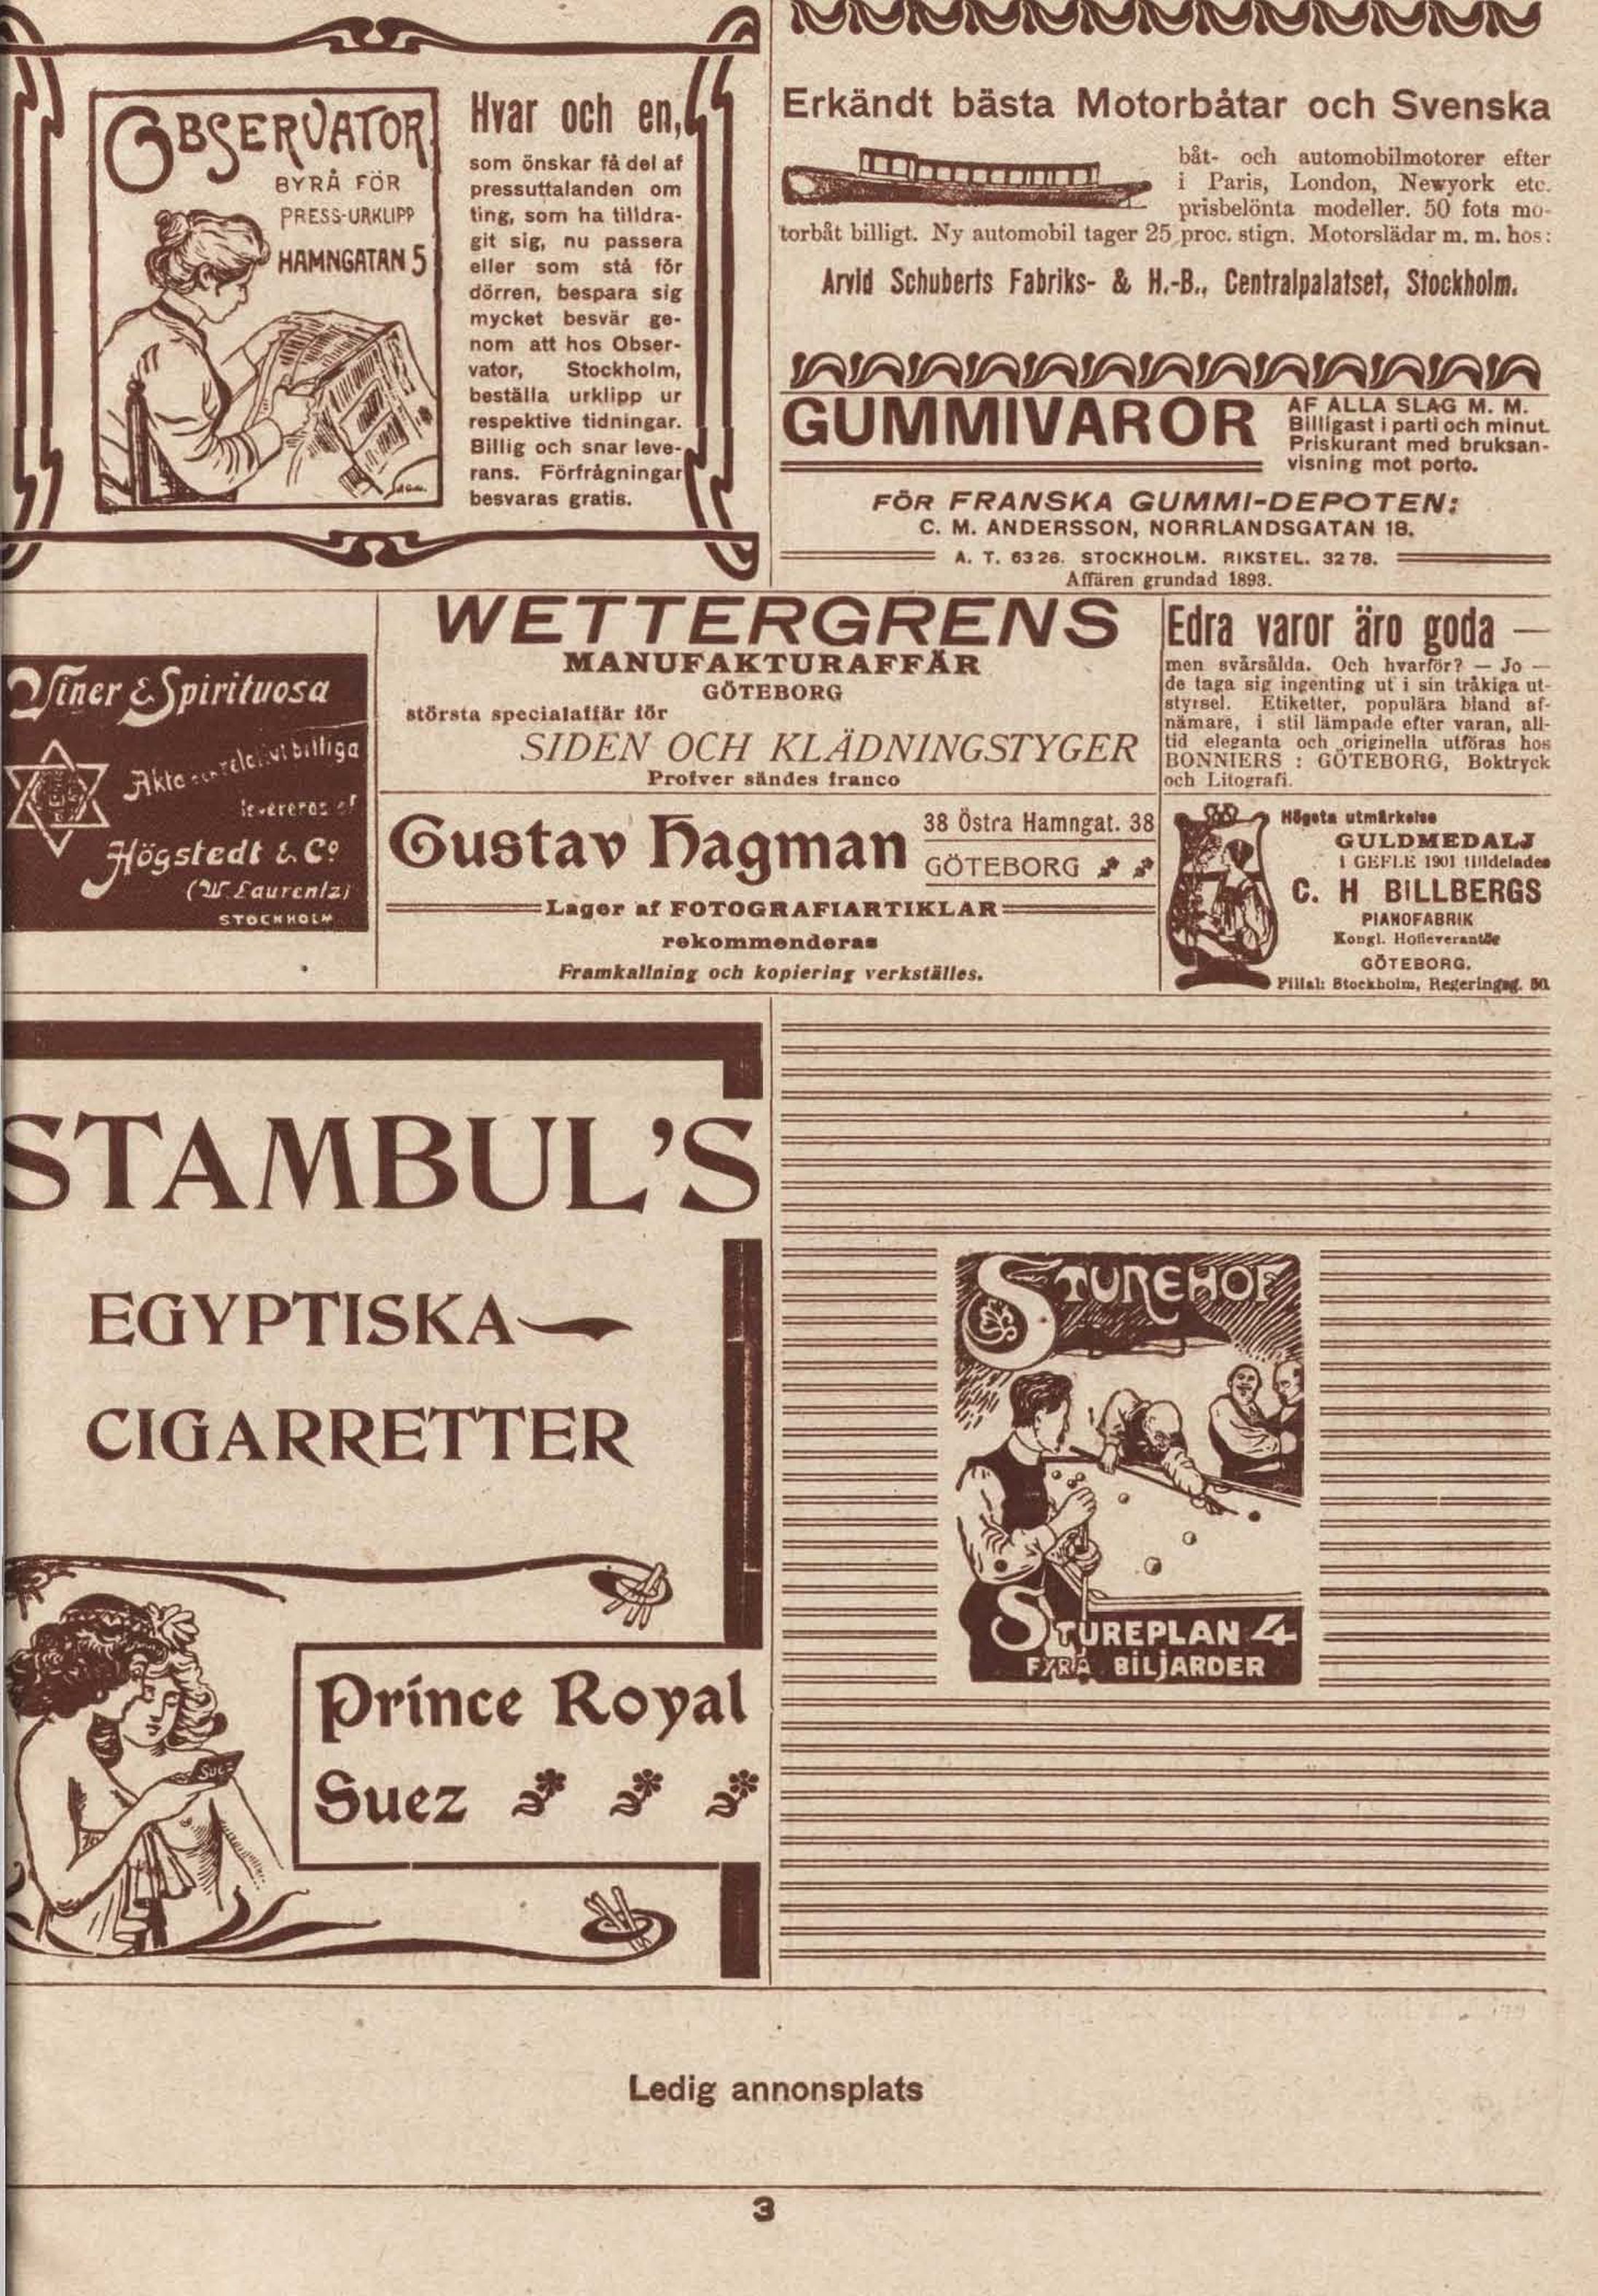 OBSERVATOR
BYRÅ FÖR
PRESS-URKLIPP
HAMNGATAN 5
Hvar och en,
som önskar få del af
pressuttalanden om
ting, som ha tilldra-
git sig, nu passera
eller som stå för
dörren, bespara sig
mycket besvär ge-
nom att hos Obser-
vator, Stockholm,
beställa urklipp ur
respektive tidningar.
Billig och snar leve-
rans. Förfrågningar
besvaras gratis.
Erkändt bästa Motorbåtar och Svenska
båt- och automobilmotorer efter
i Paris, London, Newyork etc.
prisbelönta modeller. 50 fots mo-
torbåt billigt. Ny automobil tager 25 proc. stign. Motorslädar m. m. hos:
Arvid Schuberts Fabriks- & H.-B., Centralpalatset, Stockholm.
GUMMIVAROR
AF ALLA SLAG M. M.
Billigast i parti och minut.
Priskurant med bruksan-
visning mot porto.
FÖR FRANSKA GUMMI-DEPOTEN:
C. M. ANDERSSON, NORRLANDSGATAN 18.
A. T. 63 26. STOCKHOLM. RIKSTEL. 32 78.
Affären grundad 1893.
Viner & Spirituosa
Äkta billiga
levereras af
Högstedt & Co
(W. Laurentz)
STOCKHOLM
WETTERGRENS
MANUFAKTURAFFÄR
GÖTEBORG
största specialaffär för
SIDEN OCH KLÄDNINGSTYGER
Profver sändes franco
Edra varor äro goda —
men svårsålda. Och hvarför? — Jo —
de taga sig ingenting ut i sin tråkiga ut-
styrsel. Etiketter, populära bland af-
nämare, i stil lämpade efter varan, all-
tid eleganta och originella utföras hos
BONNIERS : GÖTEBORG, Boktryck
och Litografi.
Gustav Hagman
38 Östra Hamngat. 38
GÖTEBORG
Lager af FOTOGRAFIARTIKLAR
rekommenderas
Framkallning och kopiering verkställes.
Högsta utmärkelse
GULDMEDALJ
i GEFLE 1901 tilldelades
C. H BILLBERGS
PIANOFABRIK
Kongl. Hofleverantör
GÖTEBORG.
Filial: Stockholm, Regeringsg. 50.
STAMBUL'S
EGYPTISKA
CIGARRETTER
SUEZ
Prince Royal
Suez
STUREHOF
STUREPLAN 4
FYRA BILJARDER
Ledig annonsplats
3